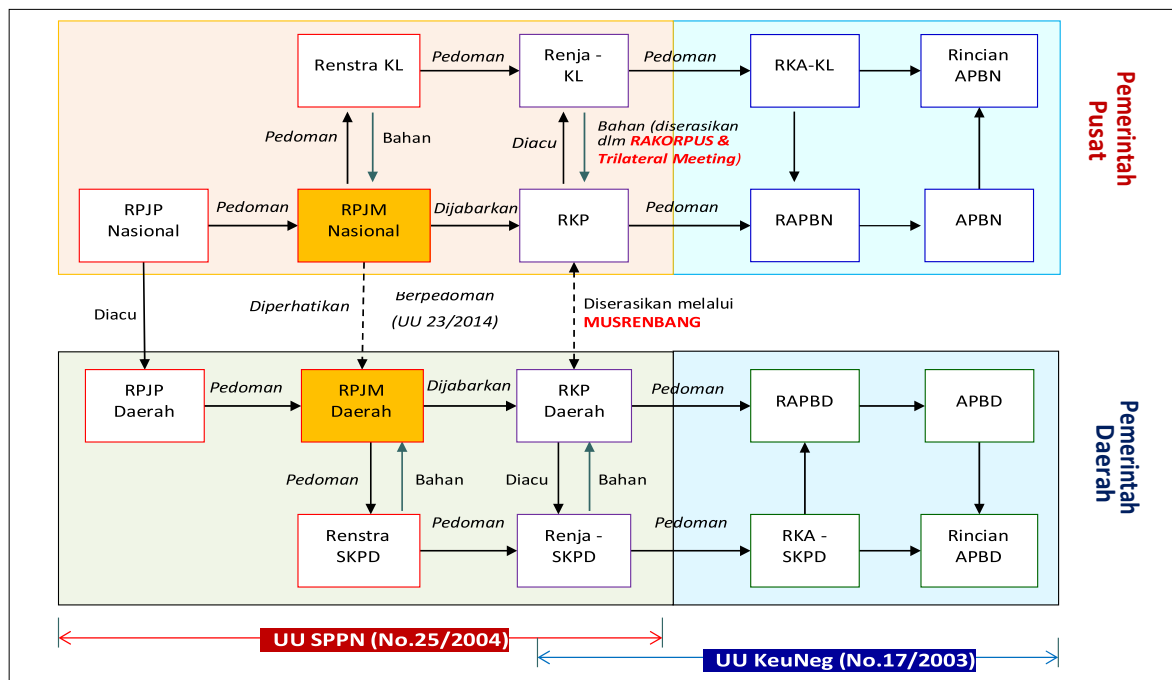 Renstra KL
Pedoman
Renja -
KL
Pedoman
RKA-KL
Rincian
APBN
Pemerintah
Pusat
Pedoman
Bahan
Diacu
Bahan (diserasikan
dlm RAKORPUS &
Trilateral Meeting)
RPJP
Nasional
Pedoman
RPJM
Nasional
Dijabarkan
RKP
Pedoman
RAPBN
APBN
Diacu
Diperhatikan
Berpedoman
(UU 23/2014)
Diserasikan melalui
MUSRENBANG
RPJP
Daerah
Pedoman
RPJM
Daerah
Dijabarkan
RKP
Daerah
Pedoman
RAPBD
APBD
Pemerintah
Daerah
Pedoman
Bahan
Diacu
Bahan
Renstra
SKPD
Pedoman
Renja -
SKPD
Pedoman
RKA -
SKPD
Rincian
APBD
UU SPPN (No.25/2004)
UU KeuNeg (No.17/2003)